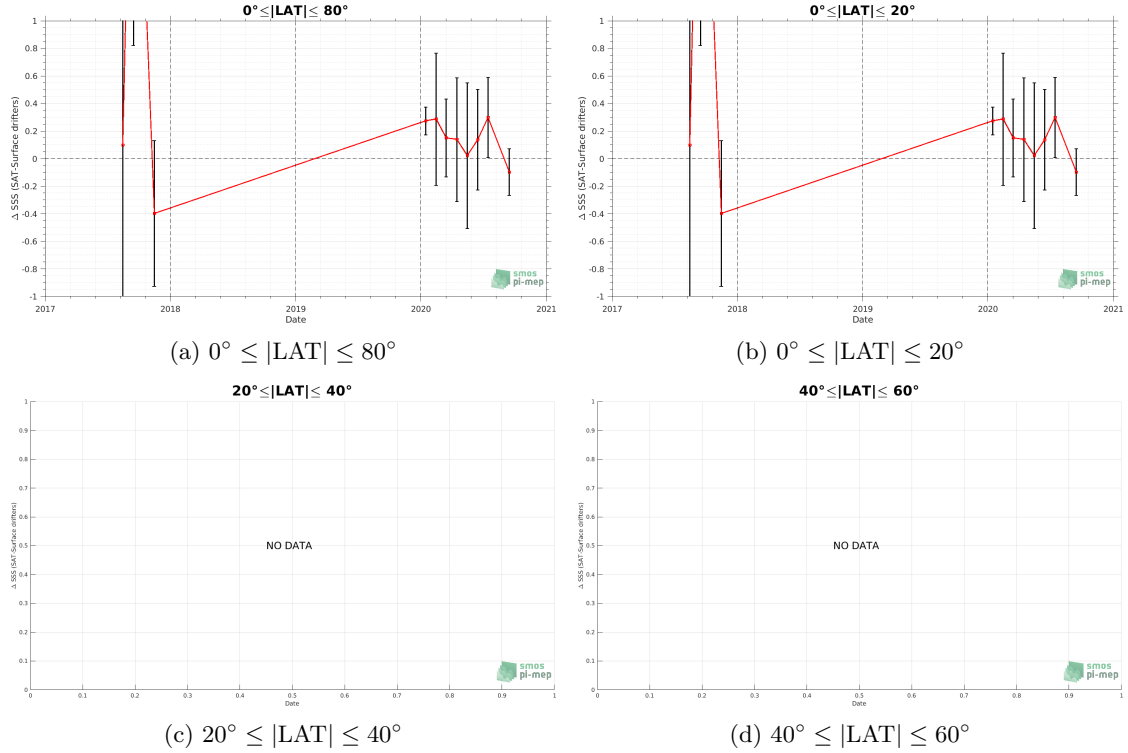 0°≤|LAT|≤ 80°
Δ SSS (SAT-Surface drifters)
1
0.8
0.6
0.4
0.2
0
-0.2
-0.4
-0.6
-0.8
-1
2017
2018
2019
2020
2021
Date
smos
pi-mep
(a) 0° ≤ |LAT| ≤ 80°
0°≤|LAT|≤ 20°
Δ SSS (SAT-Surface drifters)
1
0.8
0.6
0.4
0.2
0
-0.2
-0.4
-0.6
-0.8
-1
2017
2018
2019
2020
2021
Date
smos
pi-mep
(b) 0° ≤ |LAT| ≤ 20°
20°≤|LAT|≤ 40°
Δ SSS (SAT-Surface drifters)
1
0.9
0.8
0.7
0.6
0.5
0.4
0.3
0.2
0.1
0
NO DATA
0
0.1
0.2
0.3
0.4
0.5
0.6
0.7
0.8
0.9
1
Date
smos
pi-mep
(c) 20° ≤ |LAT| ≤ 40°
40°≤|LAT|≤ 60°
Δ SSS (SAT-Surface drifters)
1
0.9
0.8
0.7
0.6
0.5
0.4
0.3
0.2
0.1
0
NO DATA
0
0.1
0.2
0.3
0.4
0.5
0.6
0.7
0.8
0.9
1
Date
smos
pi-mep
(d) 40° ≤ |LAT| ≤ 60°